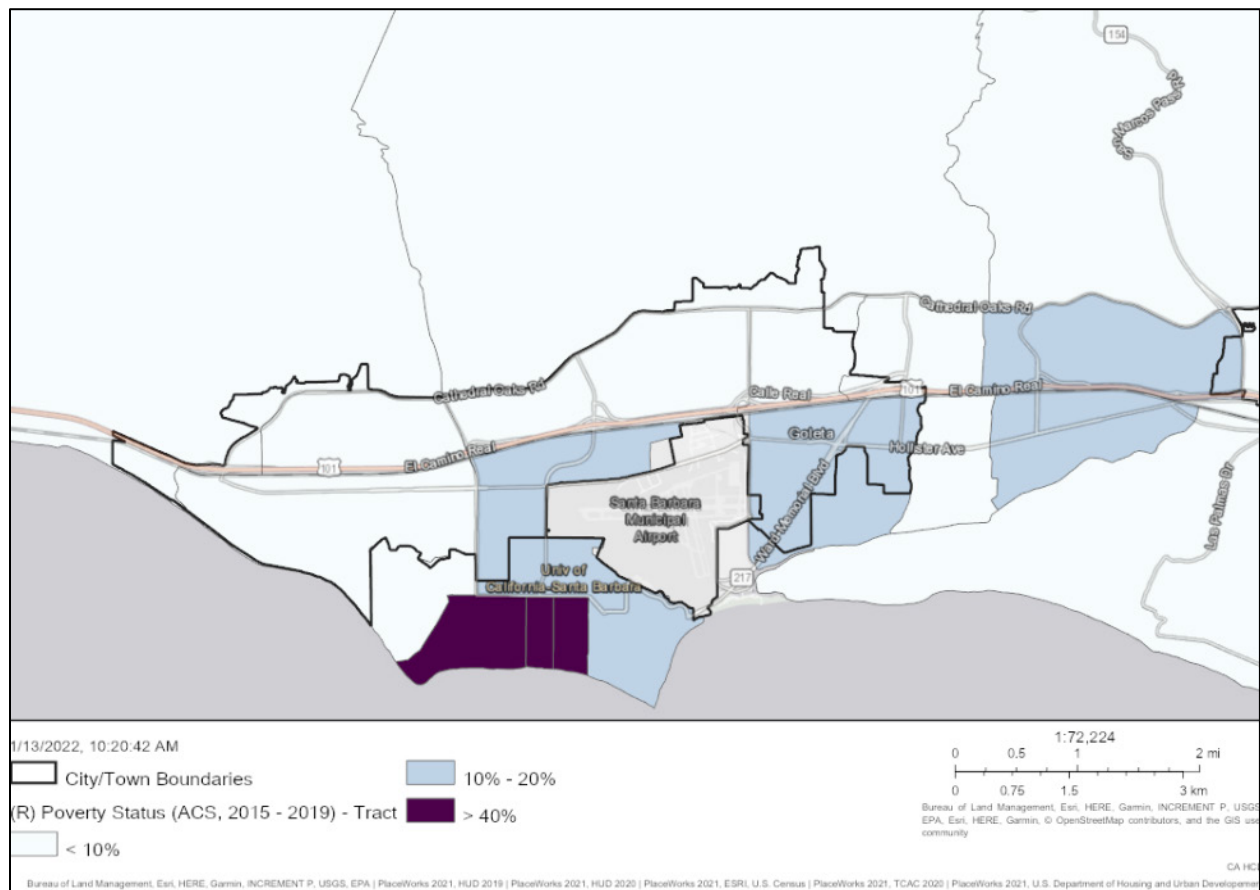 154
San Marcos Pass Rd
Cathedral Oaks Rd
Cathedral Oaks Rd
Calle Real
101
El Camino Real
Goleta
El Camino Real
101
Hollister Ave
Santa Barbara
Municipal
Airport
Ward Memorial Blvd
Las Palmas Dr
Univ of
California-Santa Barbara
217
1/13/2022, 10:20:42 AM
City/Town Boundaries
(R) Poverty Status (ACS, 2015 - 2019) - Tract
< 10%
10% - 20%
> 40%
1:72,224
0 0.5 1 2 mi
0 0.75 1.5 3 km
Bureau of Land Management, Esri, HERE, Garmin, INCREMENT P, USGS,
EPA, Esri, HERE, Garmin, © OpenStreetMap contributors, and the GIS use
community
CA HC
Bureau of Land Management, Esri, HERE, Garmin, INCREMENT P, USGS, EPA | PlaceWorks 2021, HUD 2019 | PlaceWorks 2021, HUD 2020 | PlaceWorks 2021, ESRI, U.S. Census | PlaceWorks 2021, TCAC 2020 | PlaceWorks 2021, U.S. Department of Housing and Urban Developme